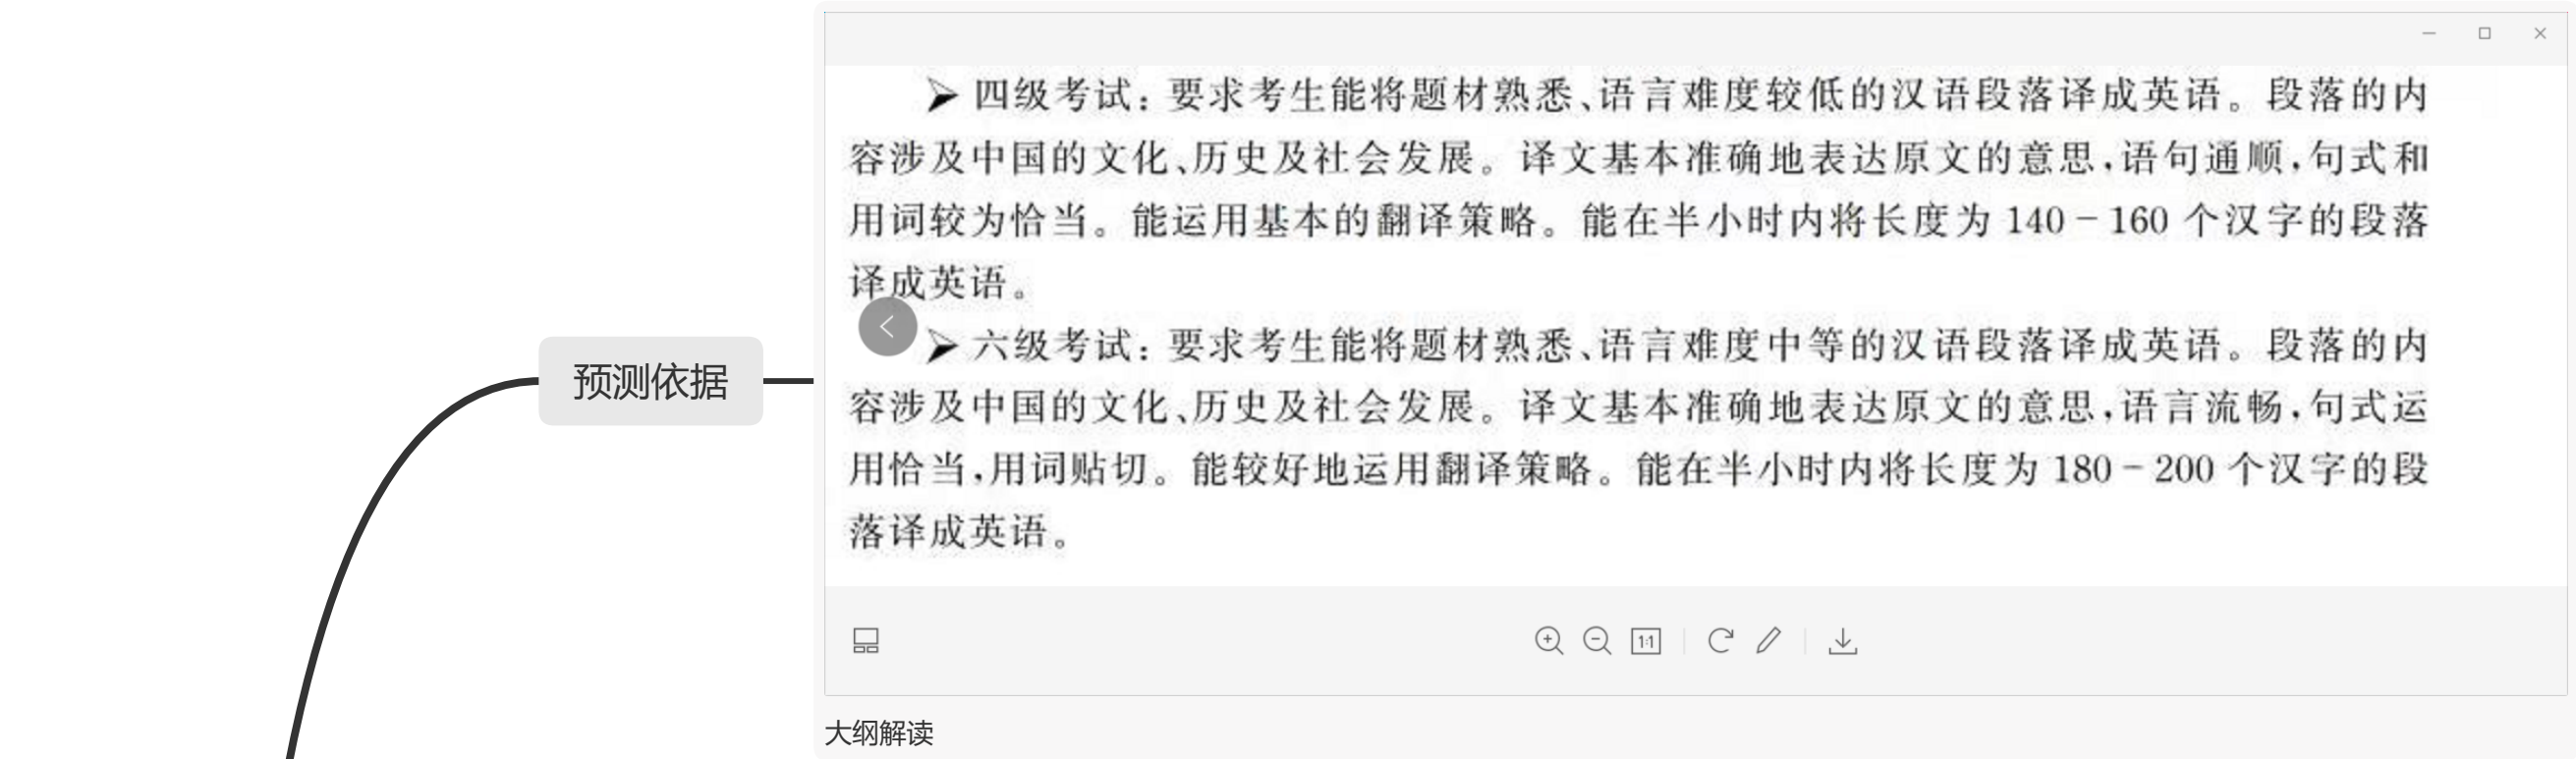 ➢ 四级考试：要求考生能将题材熟悉、语言难度较低的汉语段落译成英语。段落的内
容涉及中国的文化、历史及社会发展。译文基本准确地表达原文的意思，语句通顺，句式和
用词较为恰当。能运用基本的翻译策略。能在半小时内将长度为 140－160 个汉字的段落
译成英语。
➢ 六级考试：要求考生能将题材熟悉、语言难度中等的汉语段落译成英语。段落的内
容涉及中国的文化、历史及社会发展。译文基本准确地表达原文的意思，语言流畅，句式运
用恰当，用词贴切。能较好地运用翻译策略。能在半小时内将长度为 180－200 个汉字的段
落译成英语。
预测依据
1:1
大纲解读